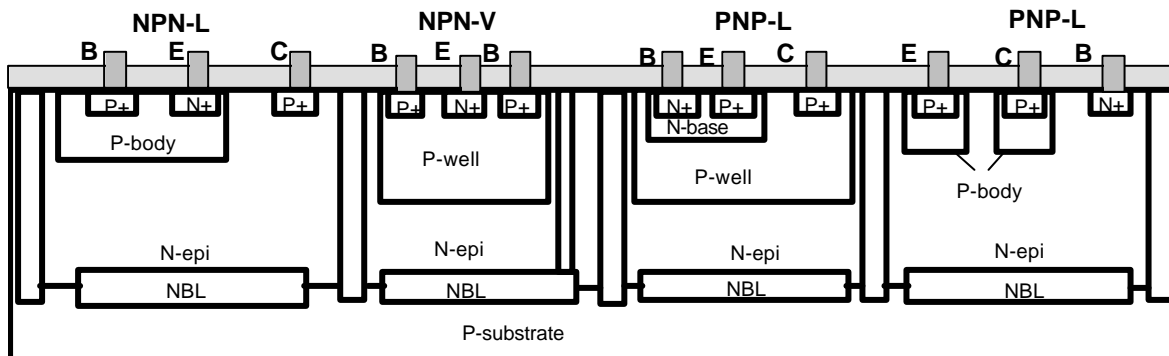 NPN-L NPN-V PNP-L PNP-L
B E C B E B B E C E C B
P+ N+ P+ P+ N+ P+ N+ P+ P+ P+ P+ N+
N-base
P-body P-well P-well P-body
N-epi N-epi N-epi N-epi
NBL NBL NBL NBL
P-substrate